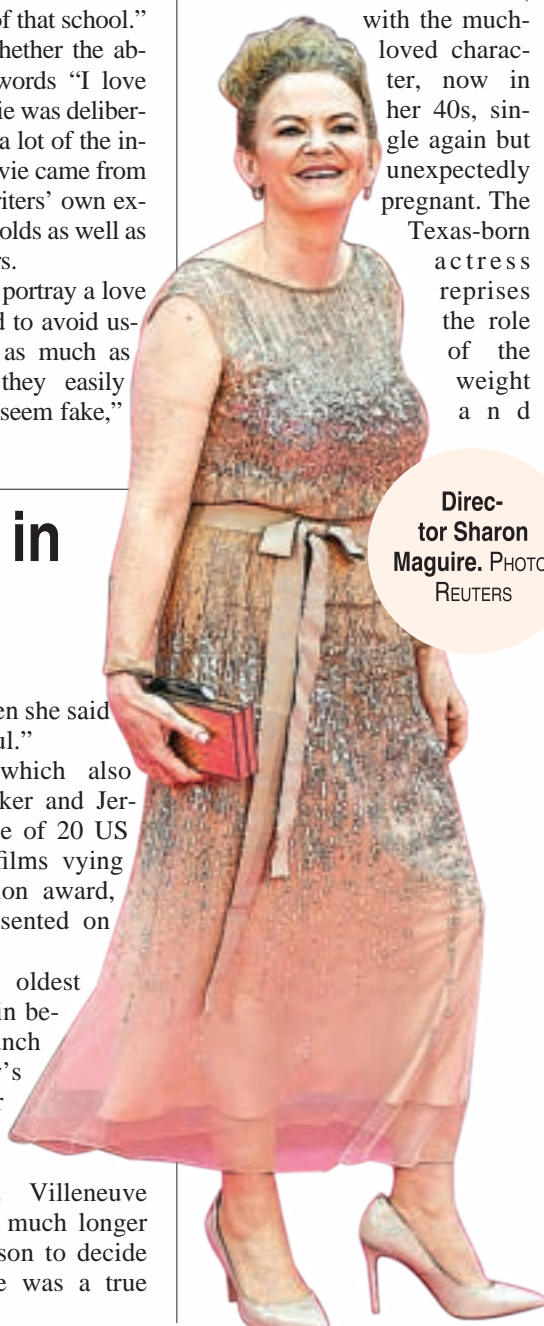 of that school.”
hether the ab-
words “I love
ie was deliber-
a lot of the in-
vie came from
riters’ own ex-
olds as well as
rs.
portray a love
d to avoid us-
as much as
they easily
seem fake,”
in
en she said
ul.”
which also
ker and Jer-
e of 20 US
films vying
ion award,
sented on
oldest
in be-
unch
y’s
r
Villeneuve
much longer
son to decide
e was a true
with the much-
loved charac-
ter, now in
her 40s, sin-
gle again but
unexpectedly
pregnant. The
Texas-born
actress
reprises
the role
of the
weight
and
Direc-
tor Sharon
Maguire. PHOTO
REUTERS